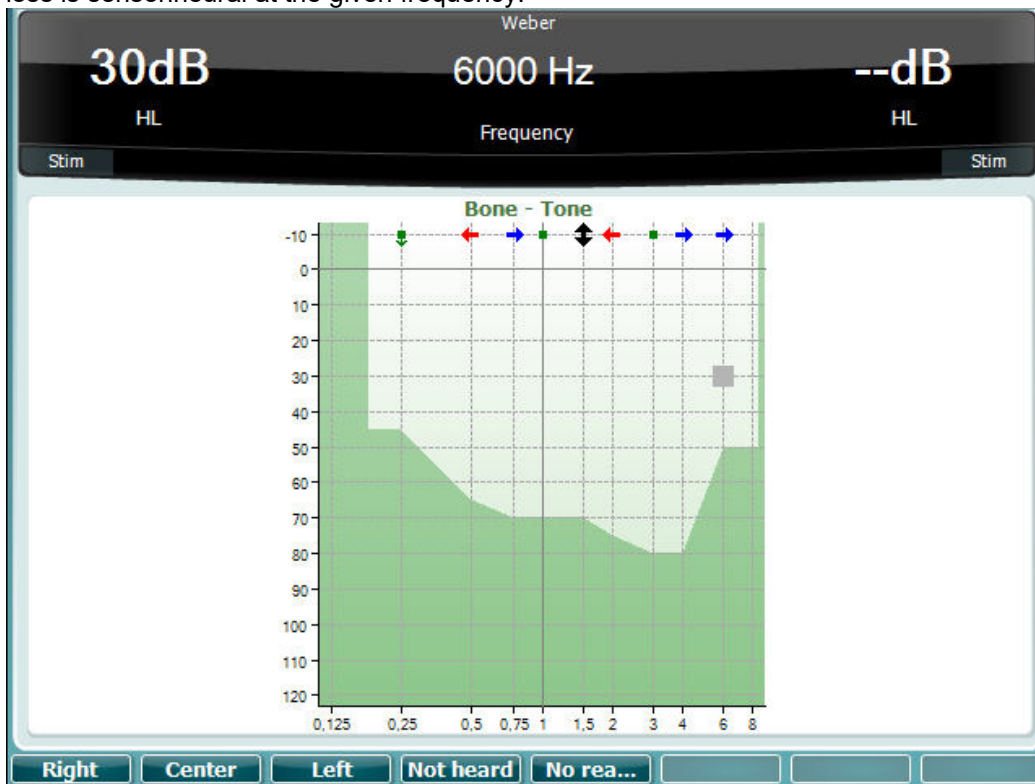 loss is sensorineural at the given frequency.
Weber
30dB 6000 Hz --dB
HL Frequency HL
Stim Stim
Bone - Tone
-10
0
10
20
30
40
50
60
70
80
90
100
110
120
0,125 0,25 0,5 0,75 1 1,5 2 3 4 6 8
Right Center Left Not heard No rea...